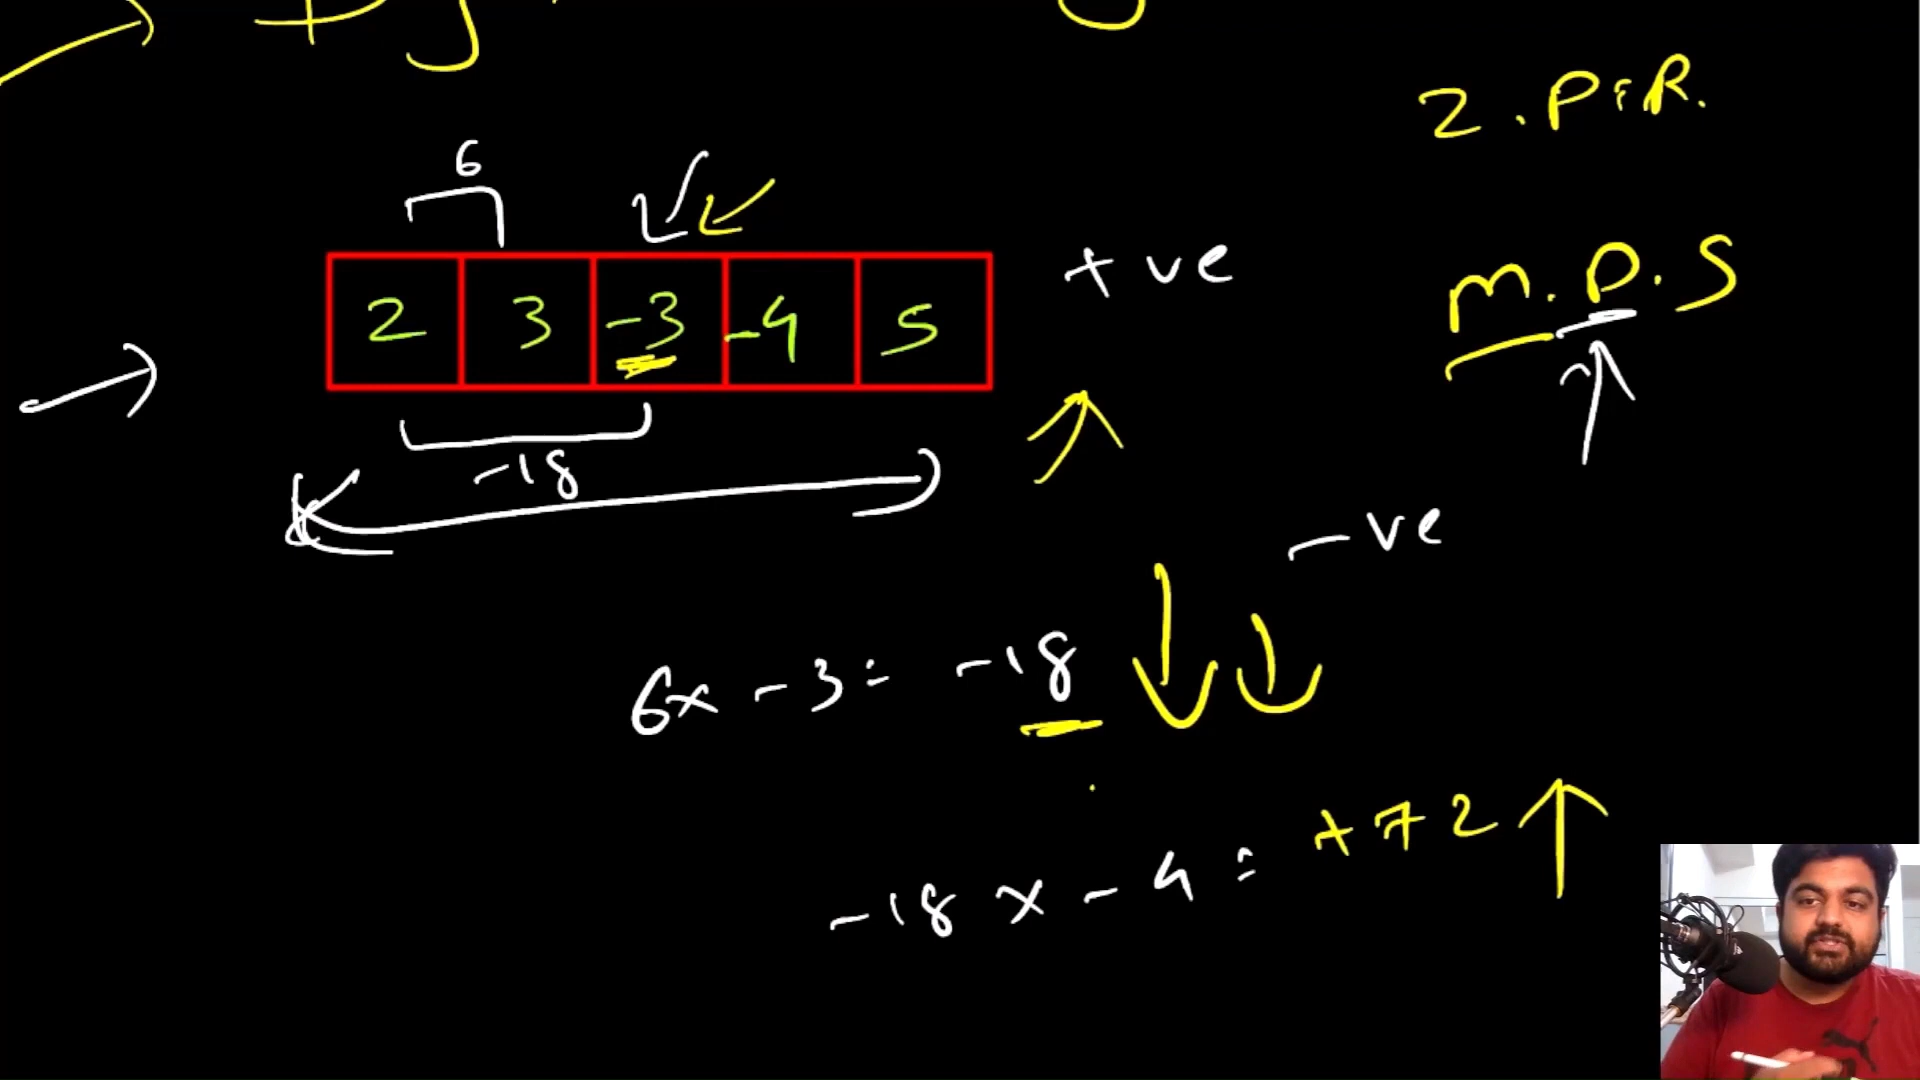 2. P&R.
6
+ve
2 3 -3 -4 5
M.P.S
-18
-ve
6x -3 = -18
-18 x -4 = +72